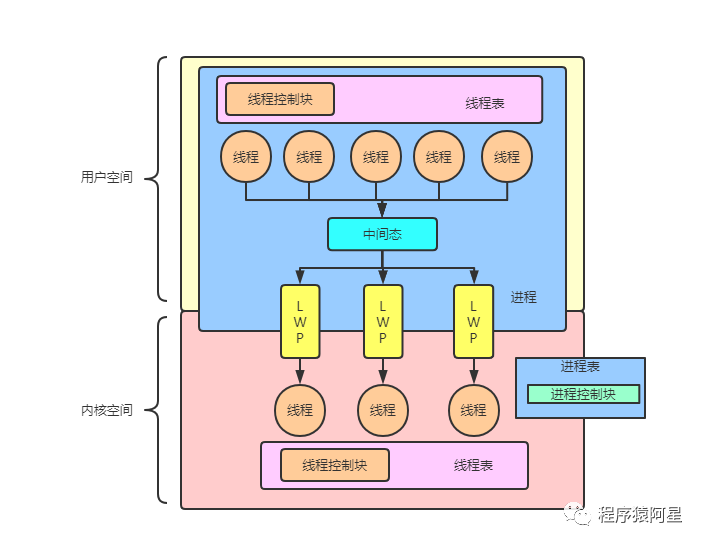 线程控制块
线程表
线程 线程 线程 线程 线程
用户空间
中间态
进程
L
W
P
L
W
P
L
W
P
进程表
进程控制块
内核空间
线程 线程 线程
线程控制块
线程表
程序猿阿星